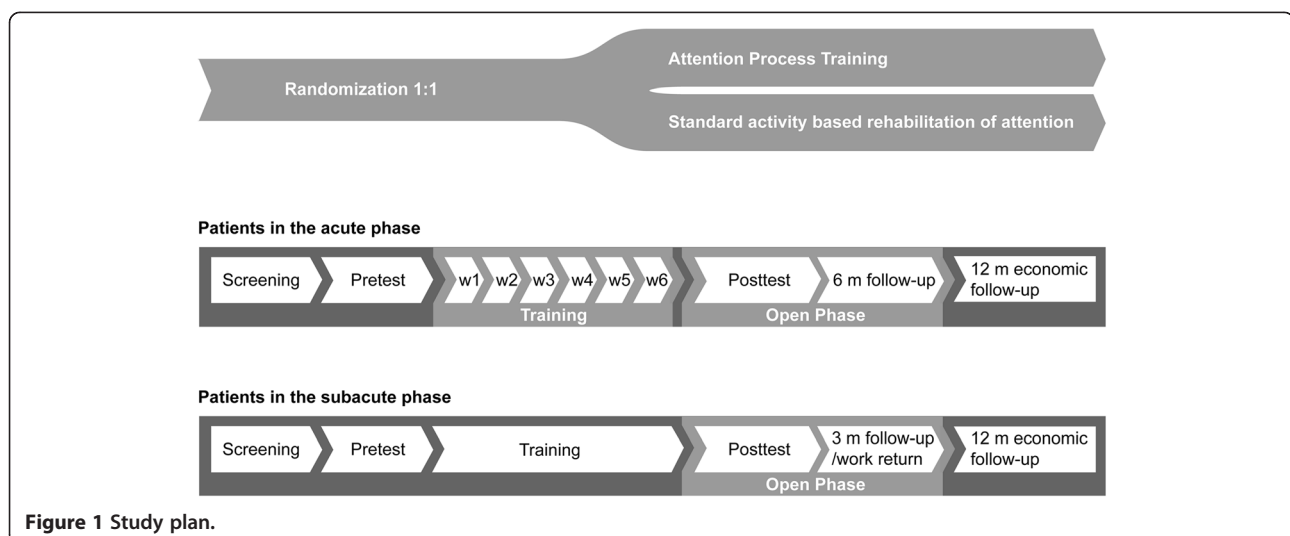 Attention Process Training
Randomization 1:1
Standard activity based rehabilitation of attention
Patients in the acute phase
Screening
Pretest
w1 w2 w3 w4 w5 w6
Training
Posttest
6 m follow-up
Open Phase
12 m economic
follow-up
Patients in the subacute phase
Screening
Pretest
Training
Posttest
3 m follow-up
/work return
Open Phase
12 m economic
follow-up
Figure 1 Study plan.